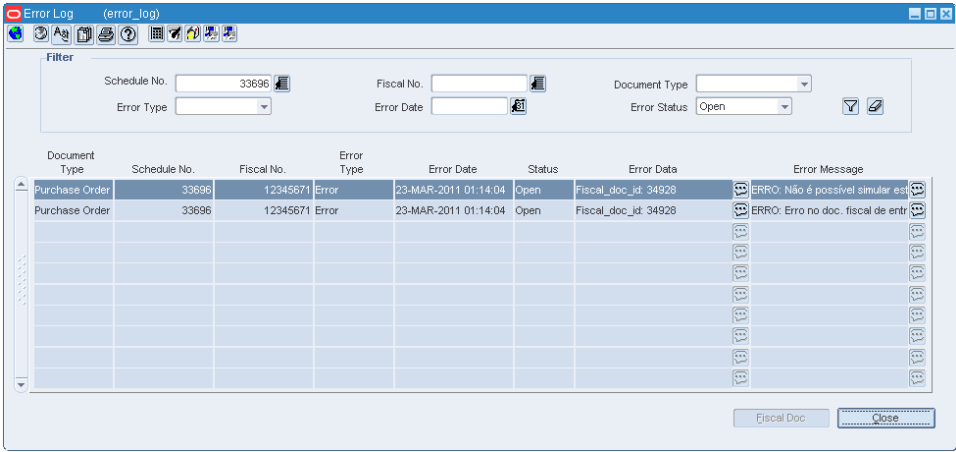 Error Log (error_log)
Filter
Schedule No. 33696 Fiscal No. Document Type
Error Type Error Date Error Status Open
Document Type Schedule No. Fiscal No. Error Type Error Date Status Error Data Error Message
Purchase Order 33696 12345671 Error 23-MAR-2011 01:14:04 Open Fiscal_doc_id: 34928 ERRO: Não é possível simular est
Purchase Order 33696 12345671 Error 23-MAR-2011 01:14:04 Open Fiscal_doc_id: 34928 ERRO: Erro no doc. fiscal de entr
Fiscal Doc Close